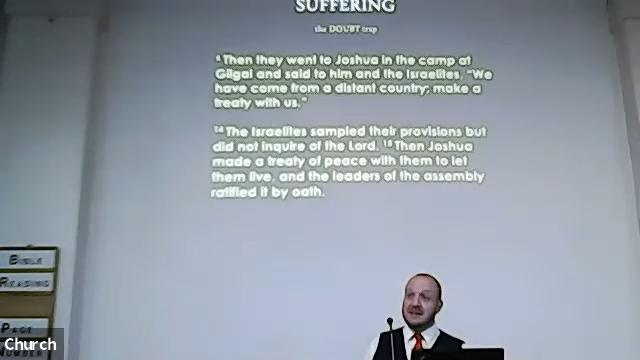 SUFFERING
the DOUBT trap
6 Then they went to Joshua in the camp at
Gilgal and said to him and the Israelites, "We
have come from a distant country; make a
treaty with us."
14 The Israelites sampled their provisions but
did not inquire of the Lord. 15 Then Joshua
made a treaty of peace with them to let
them live, and the leaders of the assembly
ratified it by oath.
BIBLE
READING
PAGE
NUMBER
Church